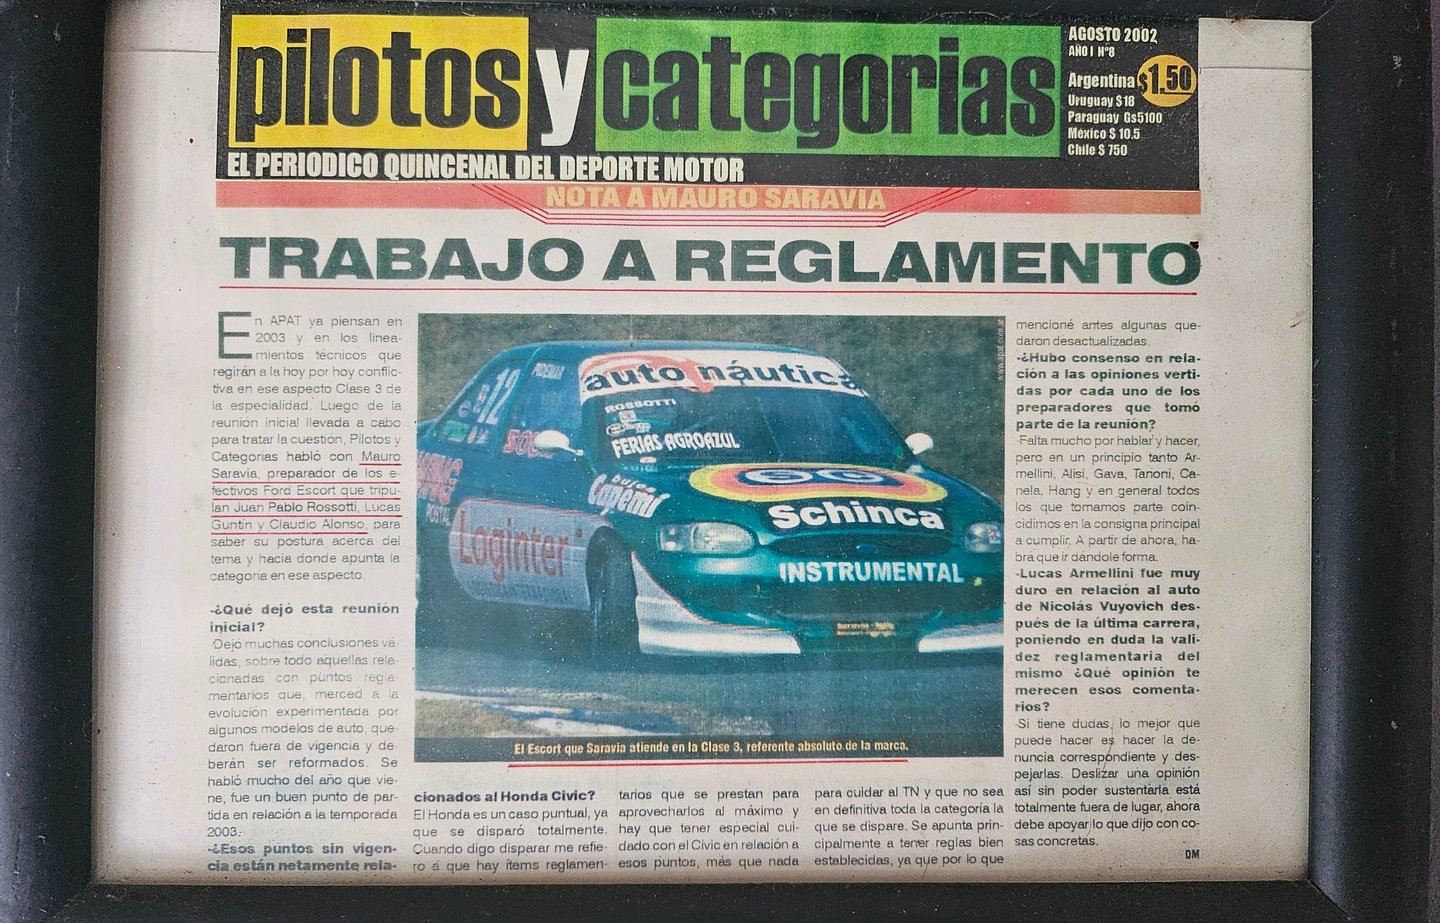 pilotos y categorias
AGOSTO 2002
AÑO I Nº8
Argentina $1.50
Uruguay $18
Paraguay Gs5100
México $ 10.5
Chile $ 750
EL PERIODICO QUINCENAL DEL DEPORTE MOTOR
NOTA A MAURO SARAVIA
TRABAJO A REGLAMENTO
En APAT ya piensan en
2003 y en los linea-
mientos técnicos que
regirán a la hoy por hoy conflic-
tiva en ese aspecto Clase 3 de
la especialidad. Luego de la
reunión inicial llevada a cabo
para tratar la cuestión, Pilotos y
Categorias habló con Mauro
Saravia, preparador de los e-
fectivos Ford Escort que tripu-
lan Juan Pablo Rossotti, Lucas
Guntín y Claudio Alonso, para
saber su postura acerca del
tema y hacia donde apunta la
categoria en ese aspecto.
-¿Qué dejó esta reunión
inicial?
-Dejó muchas conclusiones vá-
lidas, sobre todo aquellas rela-
cionadas con puntos regla-
mentarios que, merced a la
evolución experimentada por
algunos modelos de auto, que-
daron fuera de vigencia y de-
berán ser reformados. Se
habló mucho del año que vie-
ne, fue un buen punto de par-
tida en relación a la temporada
2003.
-¿Esos puntos sin vigen-
cia están netamente rela-
12
auto náutica
ROSSOTTI
FERIAS AGROAZUL
Loginter
Schinca
INSTRUMENTAL
El Escort que Saravia atiende en la Clase 3, referente absoluto de la marca.
cionados al Honda Civic?
El Honda es un caso puntual, ya
que se disparó totalmente.
Cuando digo disparar me refie-
ro a que hay ítems reglamen-
tarios que se prestan para
aprovecharlos al máximo y
hay que tener especial cui-
dado con el Civic en relación a
esos puntos, más que nada
para cuidar al TN y que no sea
en definitiva toda la categoría la
que se dispare. Se apunta prin-
cipalmente a tener reglas bien
establecidas, ya que por lo que
mencioné antes algunas que-
daron desactualizadas.
-¿Hubo consenso en rela-
ción a las opiniones verti-
das por cada uno de los
preparadores que tomó
parte de la reunión?
-Falta mucho por hablar y hacer,
pero en un principio tanto Ar-
mellini, Alisi, Gava, Tanoni, Ca-
nela, Hang y en general todos
los que tomamos parte coin-
cidimos en la consigna principal
a cumplir. A partir de ahora, ha-
bra que ir dándole forma.
-Lucas Armellini fue muy
duro en relación al auto
de Nicolás Vuyovich des-
pués de la última carrera,
poniendo en duda la vali-
dez reglamentaria del
mismo ¿Qué opinión te
merecen esos comenta-
rios?
-Si tiene dudas, lo mejor que
puede hacer es hacer la de-
nuncia correspondiente y des-
pejarlas. Deslizar una opinión
así sin poder sustentarla está
totalmente fuera de lugar, ahora
debe apoyar lo que dijo con co-
sas concretas.
DM